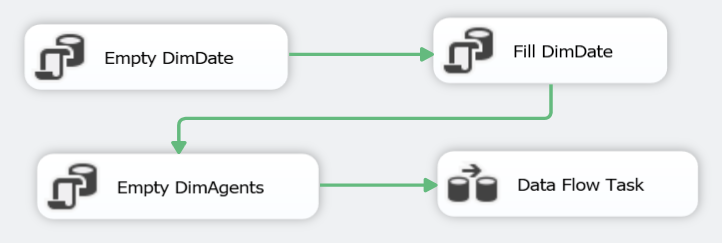 Empty DimDate
Fill DimDate
Empty DimAgents
Data Flow Task